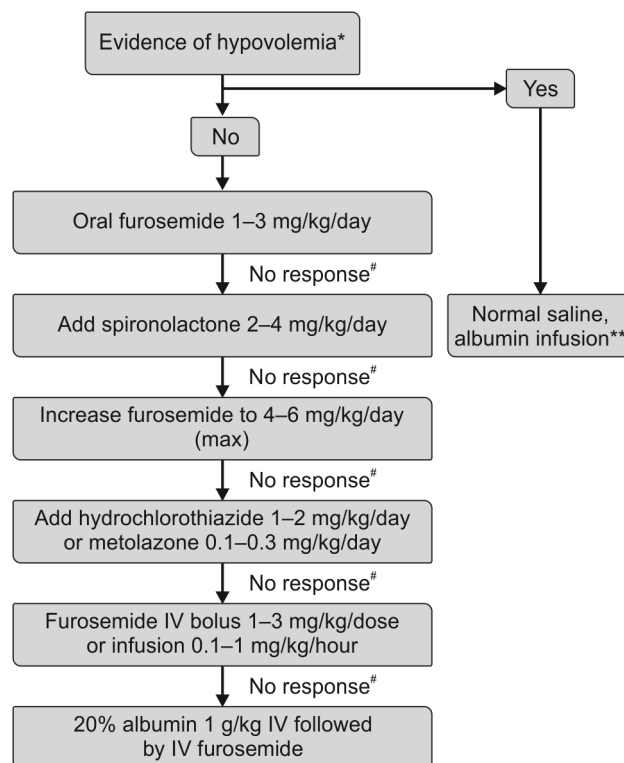 Evidence of hypovolemia*
Yes
No
Oral furosemide 1–3 mg/kg/day
No response#
Add spironolactone 2–4 mg/kg/day
Normal saline,
albumin infusion**
No response#
Increase furosemide to 4–6 mg/kg/day
(max)
No response#
Add hydrochlorothiazide 1–2 mg/kg/day
or metolazone 0.1–0.3 mg/kg/day
No response#
Furosemide IV bolus 1–3 mg/kg/dose
or infusion 0.1–1 mg/kg/hour
No response#
20% albumin 1 g/kg IV followed
by IV furosemide